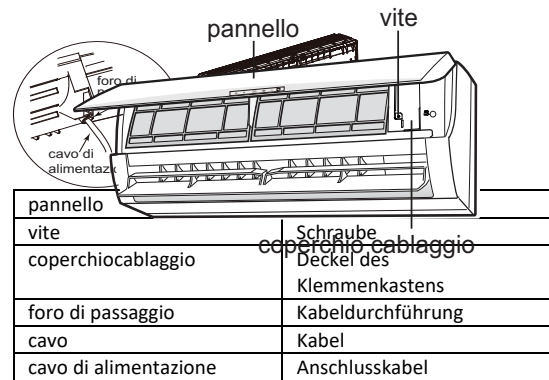 pannello
vite
foro di
cavo di
alimentazi
pannello
vite Schraube
coperchio cablaggio
coperchiocablaggio Deckel des
Klemmenkastens
foro di passaggio Kabeldurchführung
cavo Kabel
cavo di alimentazione Anschlusskabel